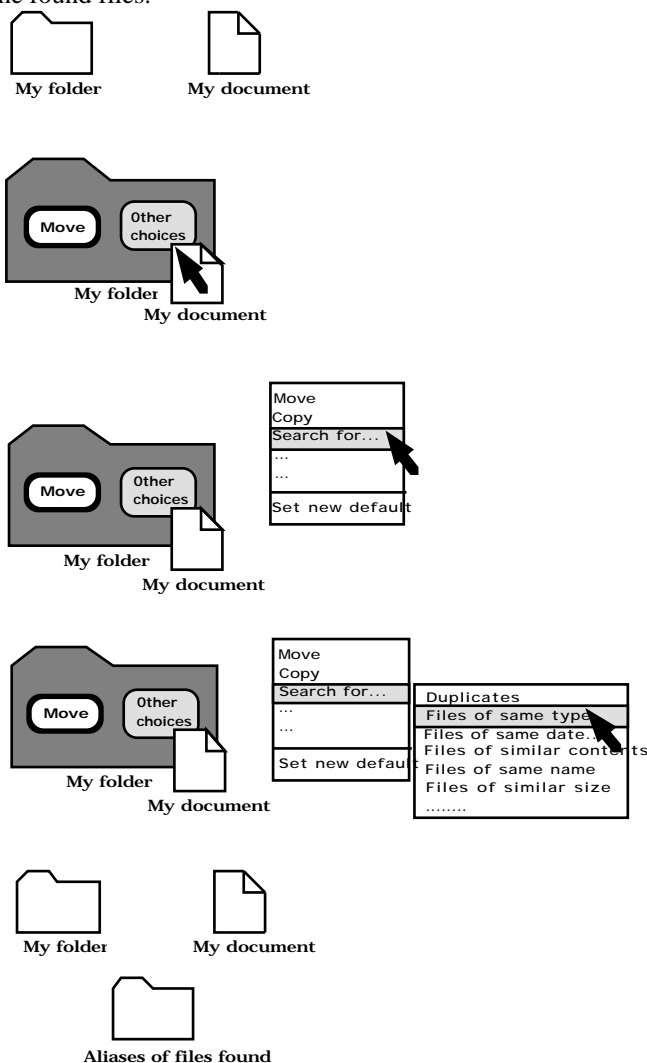 ne found files.
My folder
My document
Move
Other
choices
My folder
My document
Move
Copy
Search for...
...
...
Set new default
Move
Other
choices
My folder
My document
Move
Copy
Search for...
...
...
Set new default
Duplicates
Files of same type
Files of same date...
Files of similar contents
Files of same name
Files of similar size
........
Move
Other
choices
My folder
My document
My folder
My document
Aliases of files found